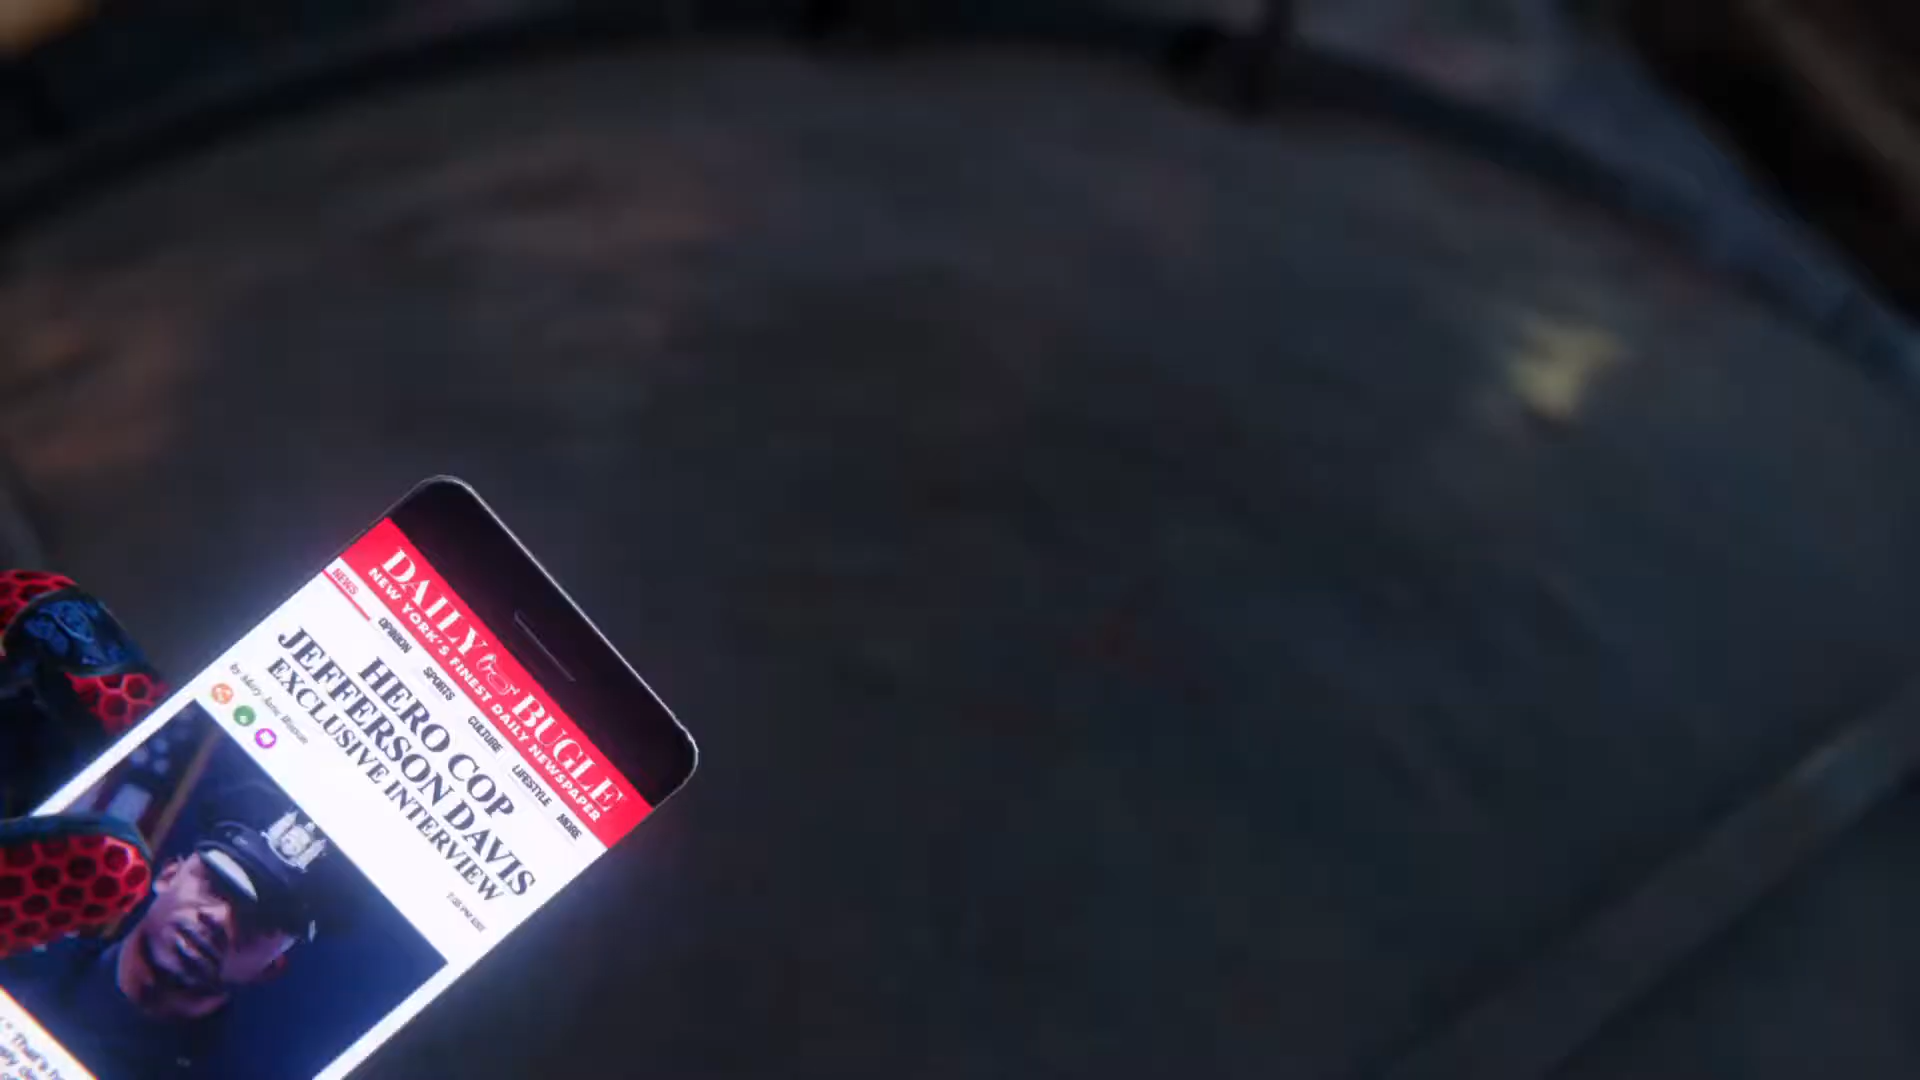 DAILY BUGLE
NEW YORK'S FINEST DAILY NEWSPAPER
NEWS OPINION SPORTS CULTURE LIFESTYLE MORE
HERO COP
JEFFERSON DAVIS
EXCLUSIVE INTERVIEW
by Mary Jane Watson